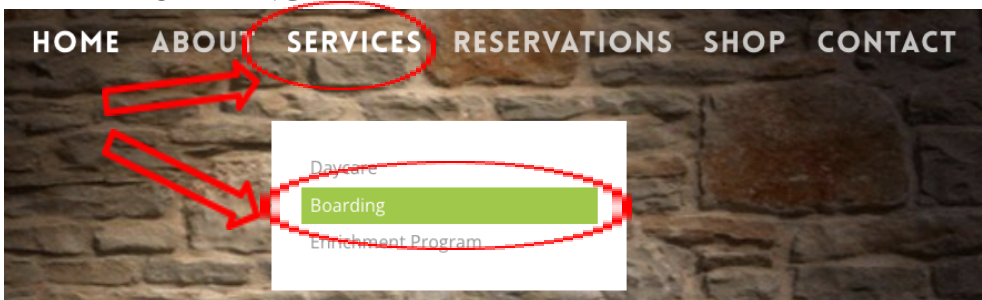 HOME ABOUT SERVICES RESERVATIONS SHOP CONTACT
Daycare
Boarding
Enrichment Program